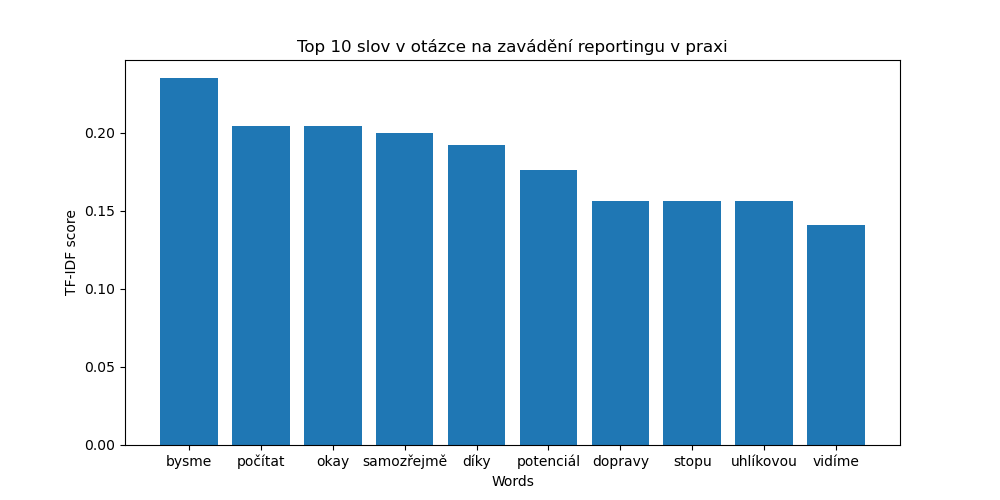 Top 10 slov v otázce na zavádění reportingu v praxi
TF-IDF score
0.20
0.15
0.10
0.05
0.00
bysme počítat okay samozřejmě díky potenciál dopravy stopu uhlíkovou vidíme
Words